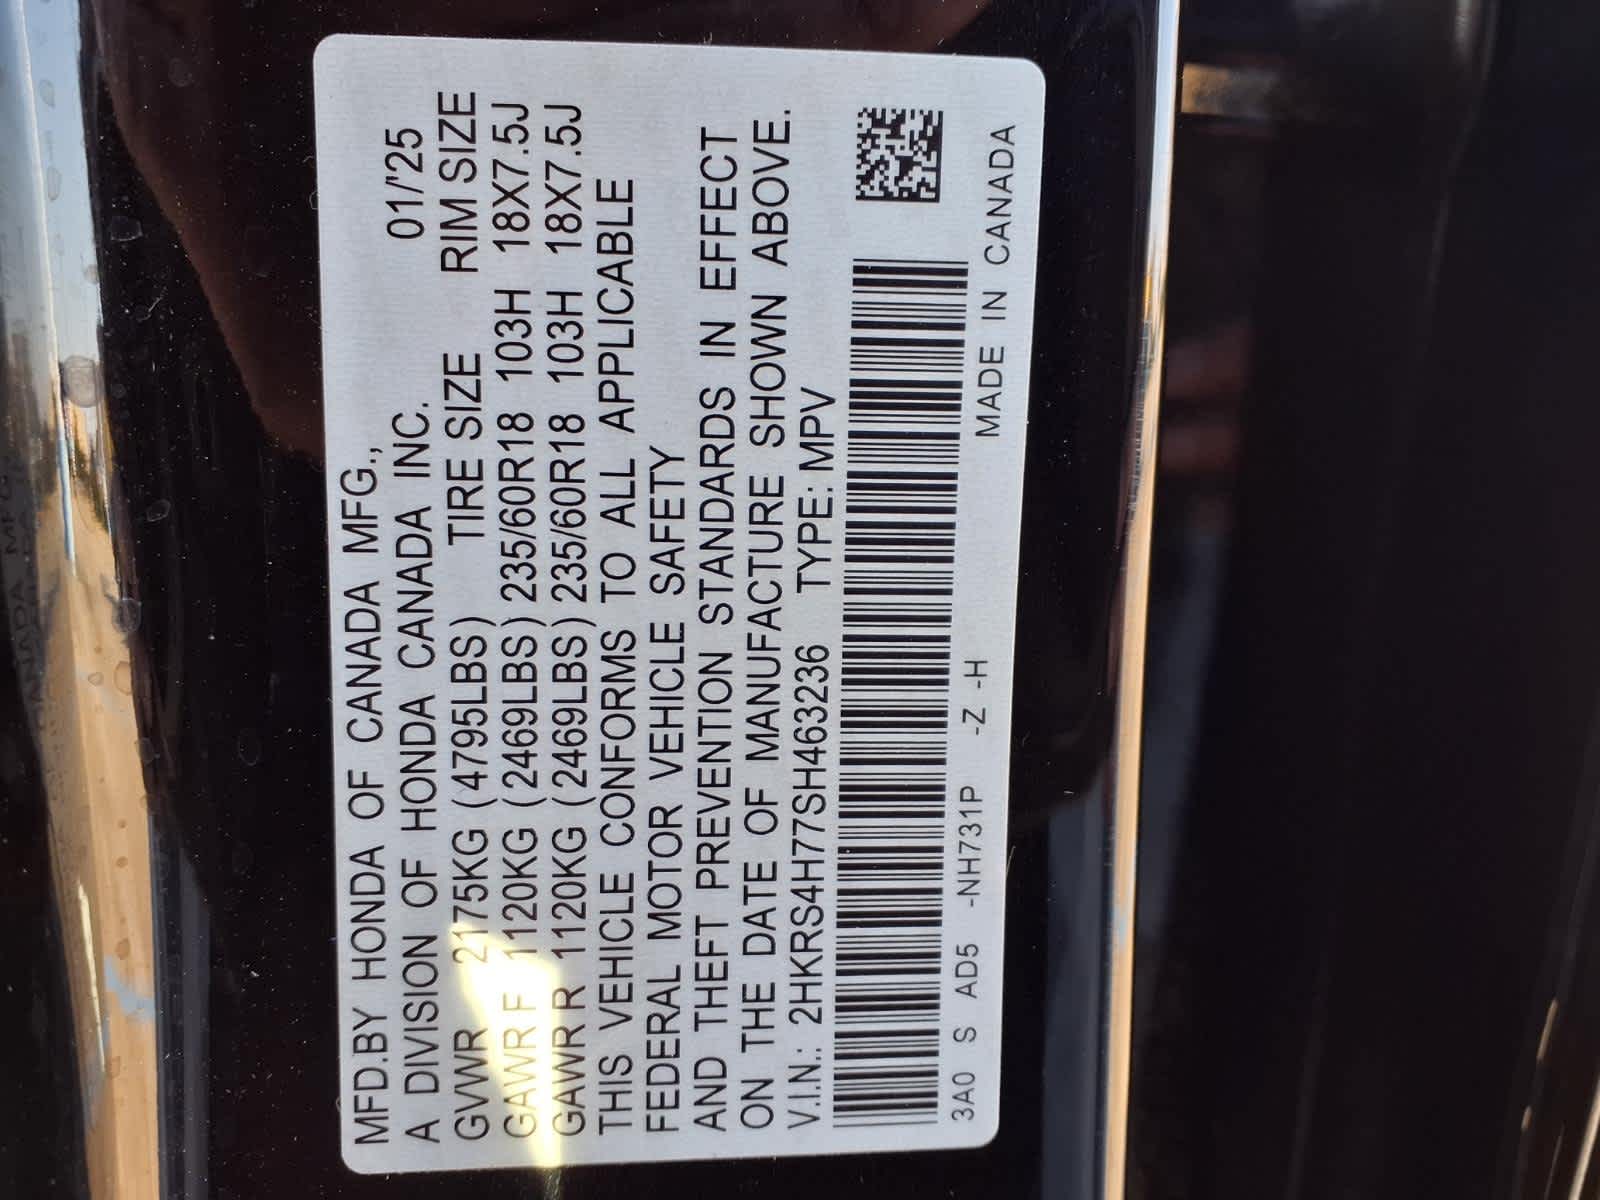 MFD.BY HONDA OF CANADA MFG.,
A DIVISION OF HONDA CANADA INC. 01/'25
GVWR 2175KG (4795LBS) TIRE SIZE RIM SIZE
GAWR F 1120KG (2469LBS) 235/60R18 103H 18X7.5J
GAWR R 1120KG (2469LBS) 235/60R18 103H 18X7.5J
THIS VEHICLE CONFORMS TO ALL APPLICABLE
FEDERAL MOTOR VEHICLE SAFETY
AND THEFT PREVENTION STANDARDS IN EFFECT
ON THE DATE OF MANUFACTURE SHOWN ABOVE.
V.I.N.: 2HKRS4H77SH463236 TYPE: MPV
3A0 S AD5 -NH731P -Z -H
MADE IN CANADA